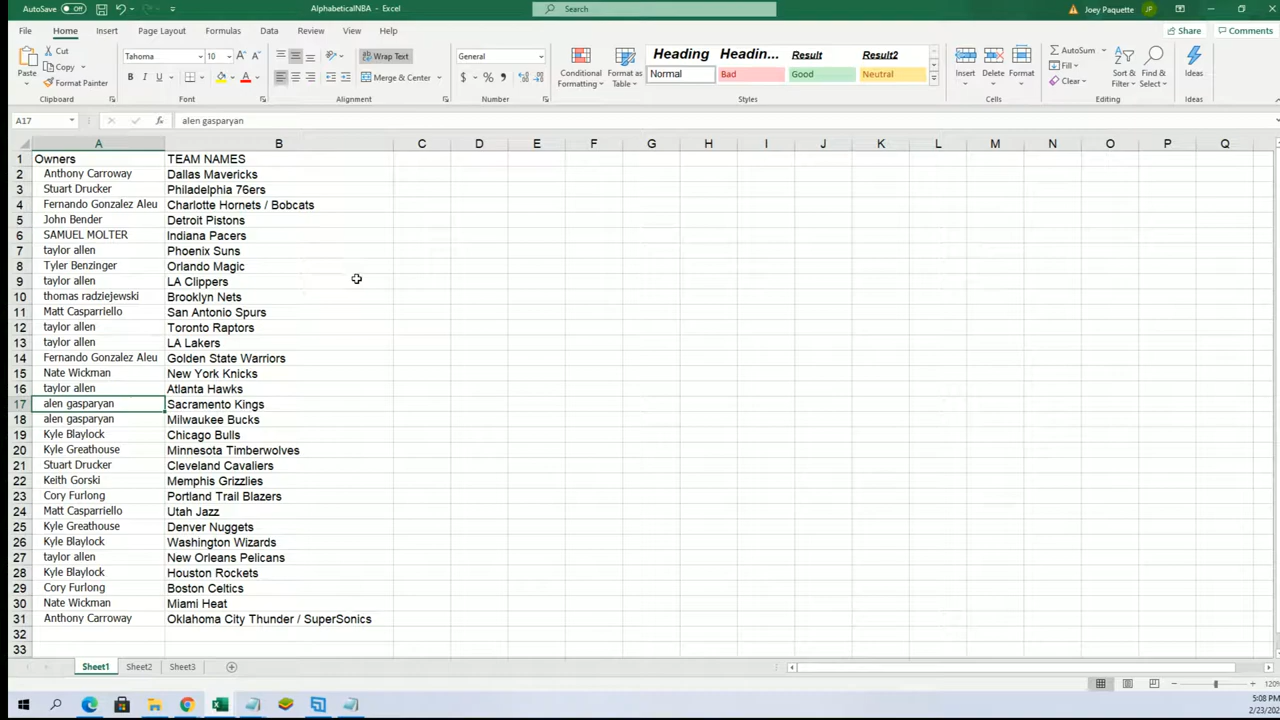 AutoSave Off AlphabeticalNBA - Excel Search Joey Paquette JP
File Home Insert Page Layout Formulas Data Review View Help Share Comments
Paste Cut Copy Format Painter Clipboard
Tahoma 10 B I U Font
Wrap Text Merge & Center Alignment
General $ % Number
Conditional Formatting Format as Table
Heading Headin... Result Result2
Normal Bad Good Neutral
Styles
Insert Delete Format Cells
AutoSum Fill Clear Sort & Filter Find & Select Editing
Ideas Ideas
A17 fx alen gasparyan
A B C D E F G H I J K L M N O P Q
1 Owners TEAM NAMES
2 Anthony Carroway Dallas Mavericks
3 Stuart Drucker Philadelphia 76ers
4 Fernando Gonzalez Aleu Charlotte Hornets / Bobcats
5 John Bender Detroit Pistons
6 SAMUEL MOLTER Indiana Pacers
7 taylor allen Phoenix Suns
8 Tyler Benzinger Orlando Magic
9 taylor allen LA Clippers
10 thomas radziejewski Brooklyn Nets
11 Matt Casparriello San Antonio Spurs
12 taylor allen Toronto Raptors
13 taylor allen LA Lakers
14 Fernando Gonzalez Aleu Golden State Warriors
15 Nate Wickman New York Knicks
16 taylor allen Atlanta Hawks
17 alen gasparyan Sacramento Kings
18 alen gasparyan Milwaukee Bucks
19 Kyle Blaylock Chicago Bulls
20 Kyle Greathouse Minnesota Timberwolves
21 Stuart Drucker Cleveland Cavaliers
22 Keith Gorski Memphis Grizzlies
23 Cory Furlong Portland Trail Blazers
24 Matt Casparriello Utah Jazz
25 Kyle Greathouse Denver Nuggets
26 Kyle Blaylock Washington Wizards
27 taylor allen New Orleans Pelicans
28 Kyle Blaylock Houston Rockets
29 Cory Furlong Boston Celtics
30 Nate Wickman Miami Heat
31 Anthony Carroway Oklahoma City Thunder / SuperSonics
32
33
Sheet1 Sheet2 Sheet3
120%
5:08 PM
2/23/202